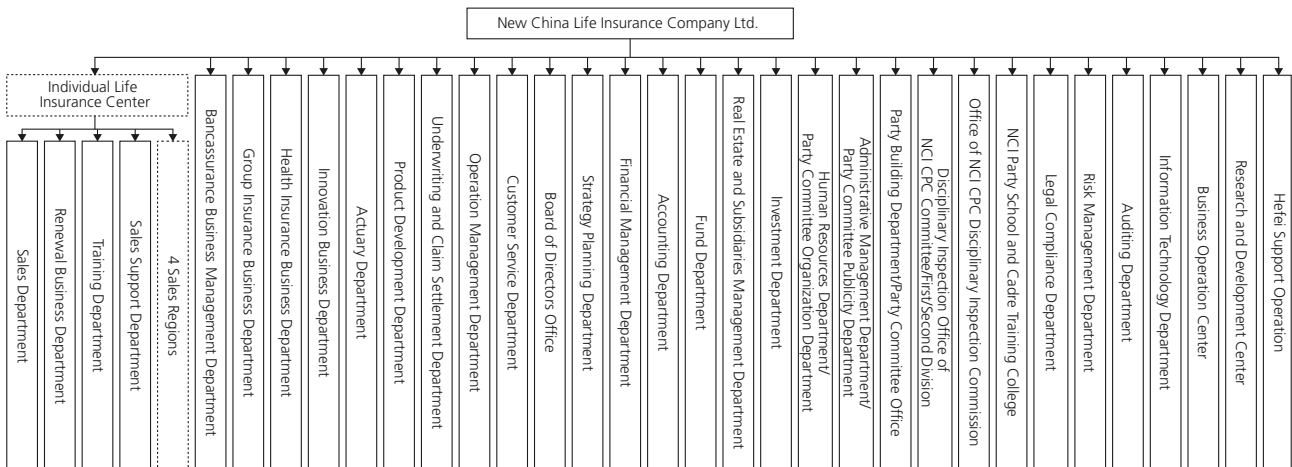 New China Life Insurance Company Ltd.
Individual Life
Insurance Center
Sales Department
Renewal Business Department
Training Department
Sales Support Department
4 Sales Regions
Bancassurance Business Management Department
Group Insurance Business Department
Health Insurance Business Department
Innovation Business Department
Actuary Department
Product Development Department
Underwriting and Claim Settlement Department
Operation Management Department
Customer Service Department
Board of Directors Office
Strategy Planning Department
Financial Management Department
Accounting Department
Fund Department
Real Estate and Subsidiaries Management Department
Investment Department
Human Resources Department/
Party Committee Organization Department
Administrative Management Department/
Party Committee Publicity Department
Party Building Department/Party Committee Office
Disciplinary Inspection Office of
NCI CPC Committee/First/Second Division
Office of NCI CPC Disciplinary Inspection Commission
NCI Party School and Cadre Training College
Legal Compliance Department
Risk Management Department
Auditing Department
Information Technology Department
Business Operation Center
Research and Development Center
Hefei Support Operation